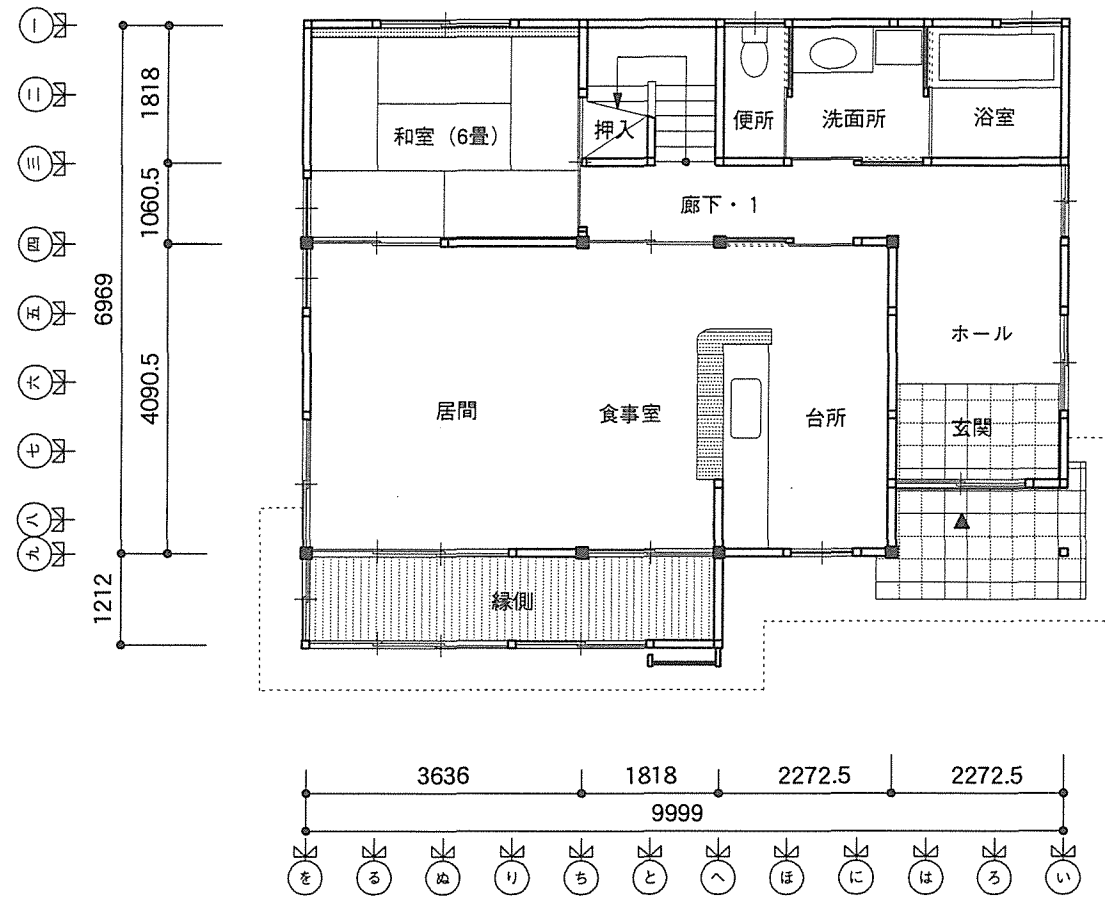 一
二
三
四
五
六
七
八
九
1818
1060.5
4090.5
6969
1212
和室（6畳）
押入
便所
洗面所
浴室
廊下・1
ホール
居間
食事室
台所
玄関
縁側
3636
1818
2272.5
2272.5
9999
を
る
ぬ
り
ち
と
へ
ほ
に
は
ろ
い